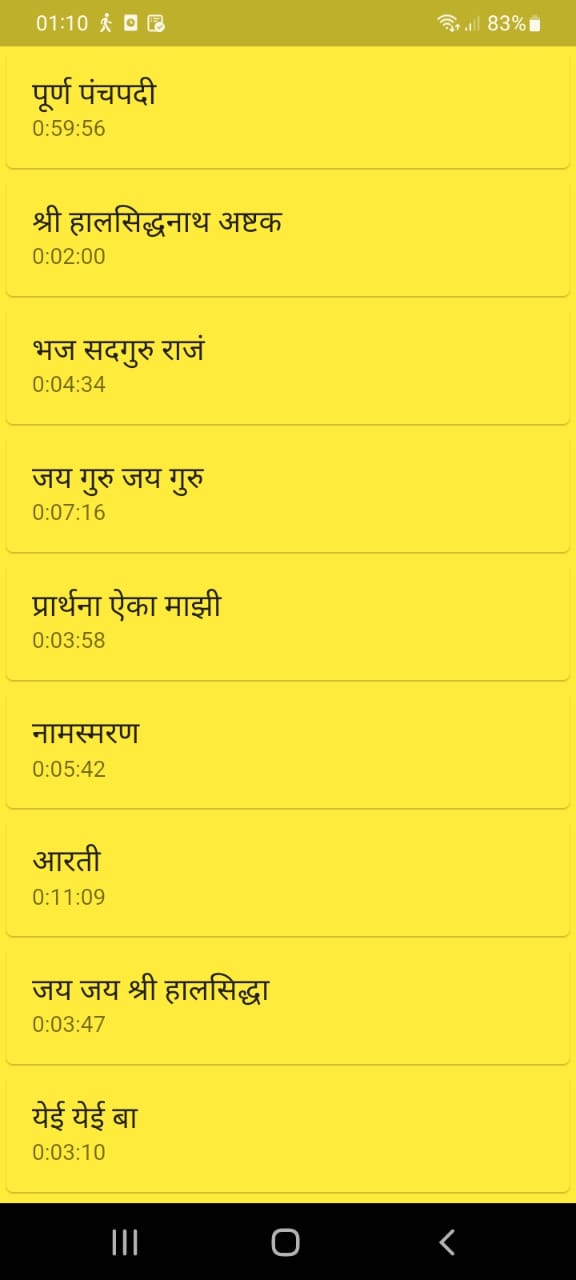 01:10 83%
पूर्ण पंचपदी
0:59:56
श्री हालसिद्धनाथ अष्टक
0:02:00
भज सदगुरु राजं
0:04:34
जय गुरु जय गुरु
0:07:16
प्रार्थना ऐका माझी
0:03:58
नामस्मरण
0:05:42
आरती
0:11:09
जय जय श्री हालसिद्धा
0:03:47
येई येई बा
0:03:10